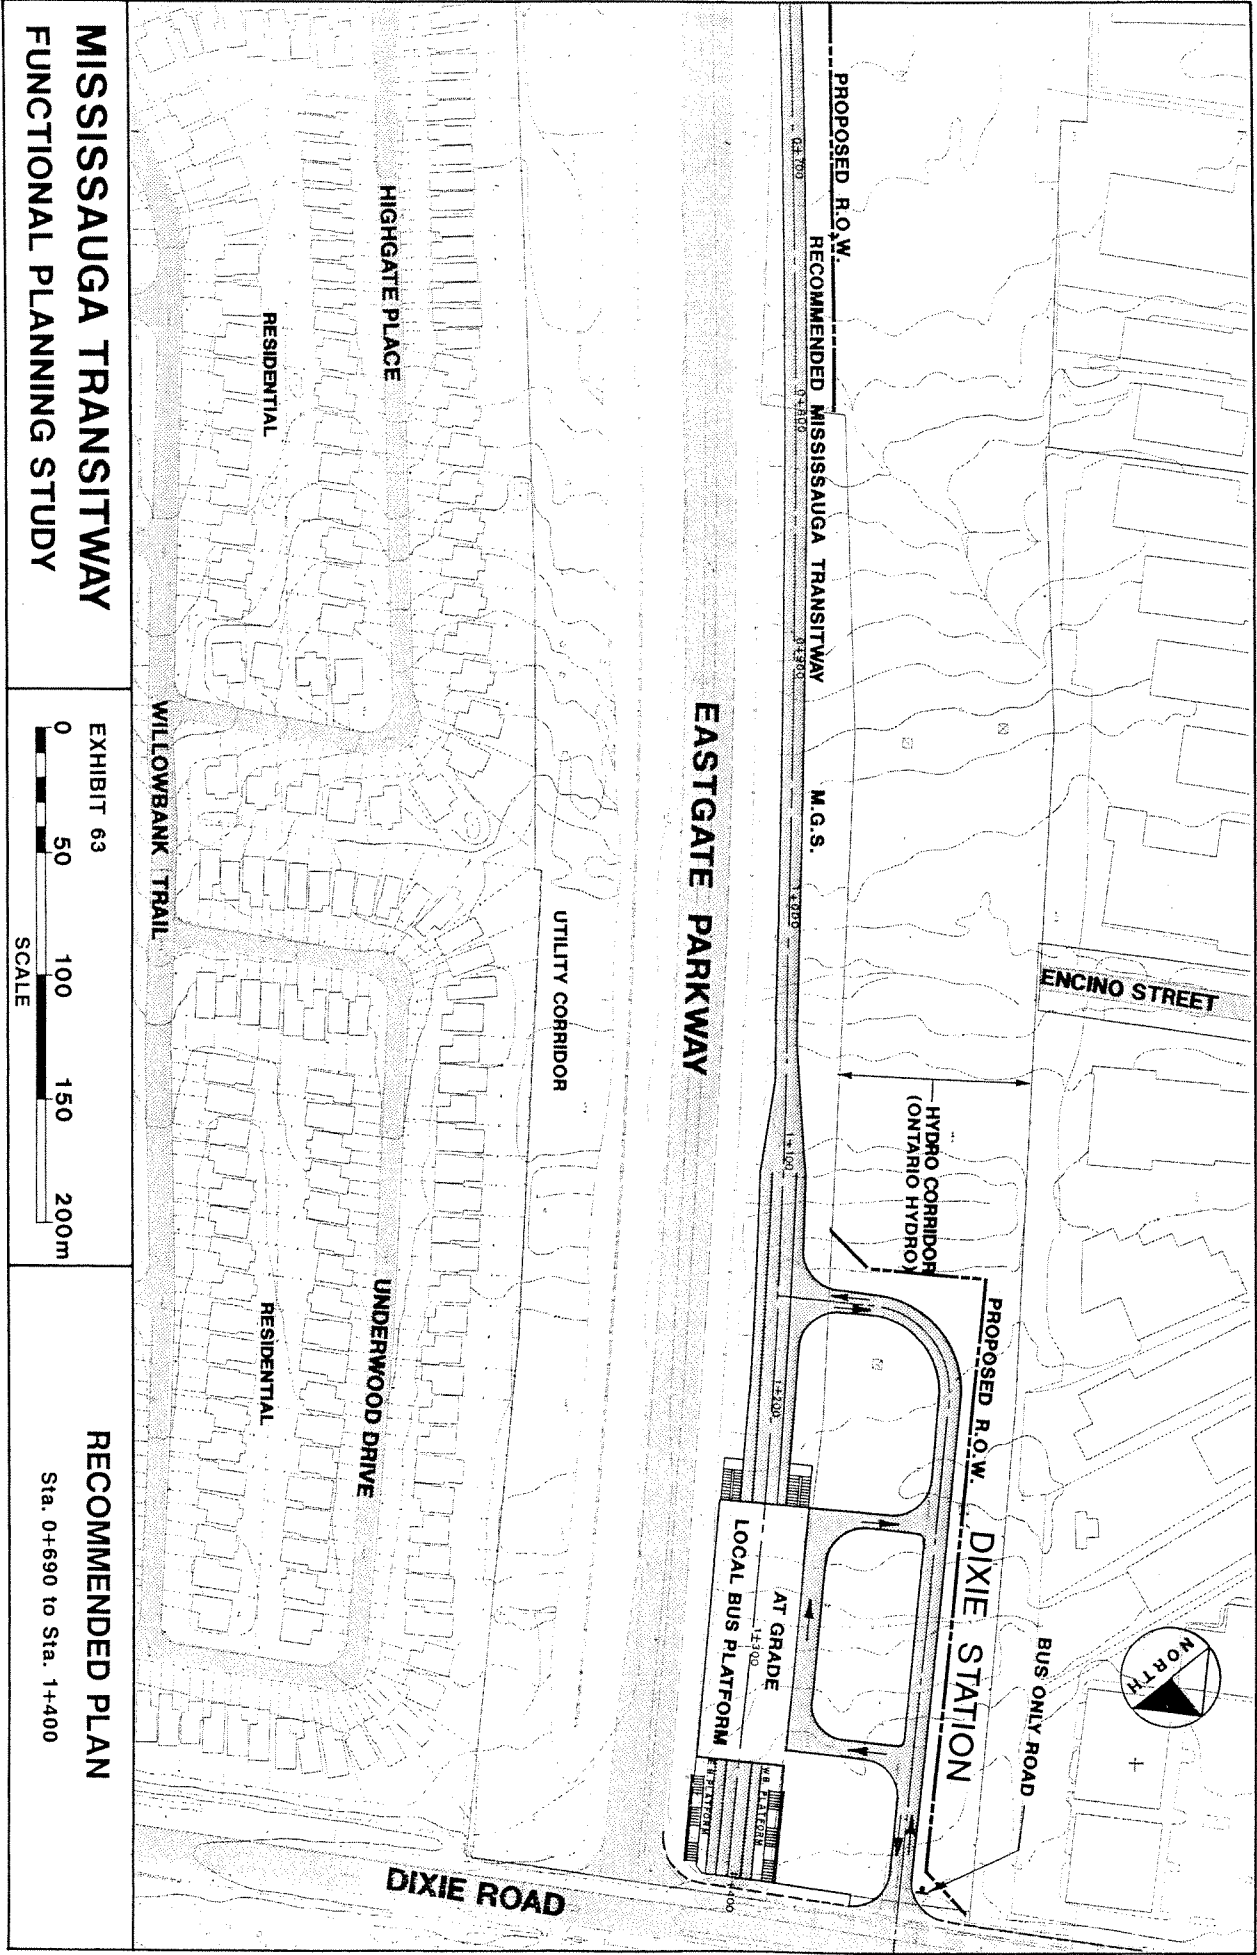 PROPOSED R.O.W.
0+700
RECOMMENDED MISSISSAUGA TRANSITWAY
0+800
0+900
M.G.S.
1+000
ENCINO STREET
HYDRO CORRIDOR
(ONTARIO HYDRO)
1+100
PROPOSED R.O.W.
DIXIE STATION
BUS ONLY ROAD
NORTH
1+200
AT GRADE
1+300
LOCAL BUS PLATFORM
W.B. PLATFORM
E.B. PLATFORM
1+400
EASTGATE PARKWAY
UTILITY CORRIDOR
DIXIE ROAD
HIGHGATE PLACE
RESIDENTIAL
UNDERWOOD DRIVE
RESIDENTIAL
WILLOWBANK TRAIL
MISSISSAUGA TRANSITWAY
FUNCTIONAL PLANNING STUDY
EXHIBIT 63
0 50 100 150 200m
SCALE
RECOMMENDED PLAN
Sta. 0+690 to Sta. 1+400